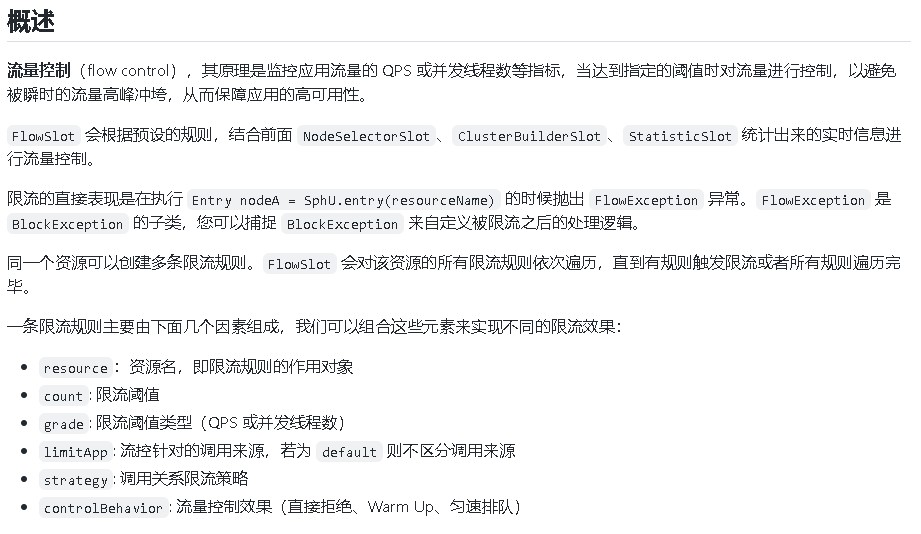 概述
流量控制（flow control），其原理是监控应用流量的 QPS 或并发线程数等指标，当达到指定的阈值时对流量进行控制，以避免
被瞬时的流量高峰冲垮，从而保障应用的高可用性。
FlowSlot 会根据预设的规则，结合前面 NodeSelectorSlot、ClusterBuilderSlot、StatisticSlot 统计出来的实时信息进
行流量控制。
限流的直接表现是在执行 Entry nodeA = SphU.entry(resourceName) 的时候抛出 FlowException 异常。FlowException 是
BlockException 的子类，您可以捕捉 BlockException 来自定义被限流之后的处理逻辑。
同一个资源可以创建多条限流规则。FlowSlot 会对该资源的所有限流规则依次遍历，直到有规则触发限流或者所有规则遍历完
毕。
一条限流规则主要由下面几个因素组成，我们可以组合这些元素来实现不同的限流效果：
• resource：资源名，即限流规则的作用对象
• count: 限流阈值
• grade: 限流阈值类型（QPS 或并发线程数）
• limitApp: 流控针对的调用来源，若为 default 则不区分调用来源
• strategy: 调用关系限流策略
• controlBehavior: 流量控制效果（直接拒绝、Warm Up、匀速排队）